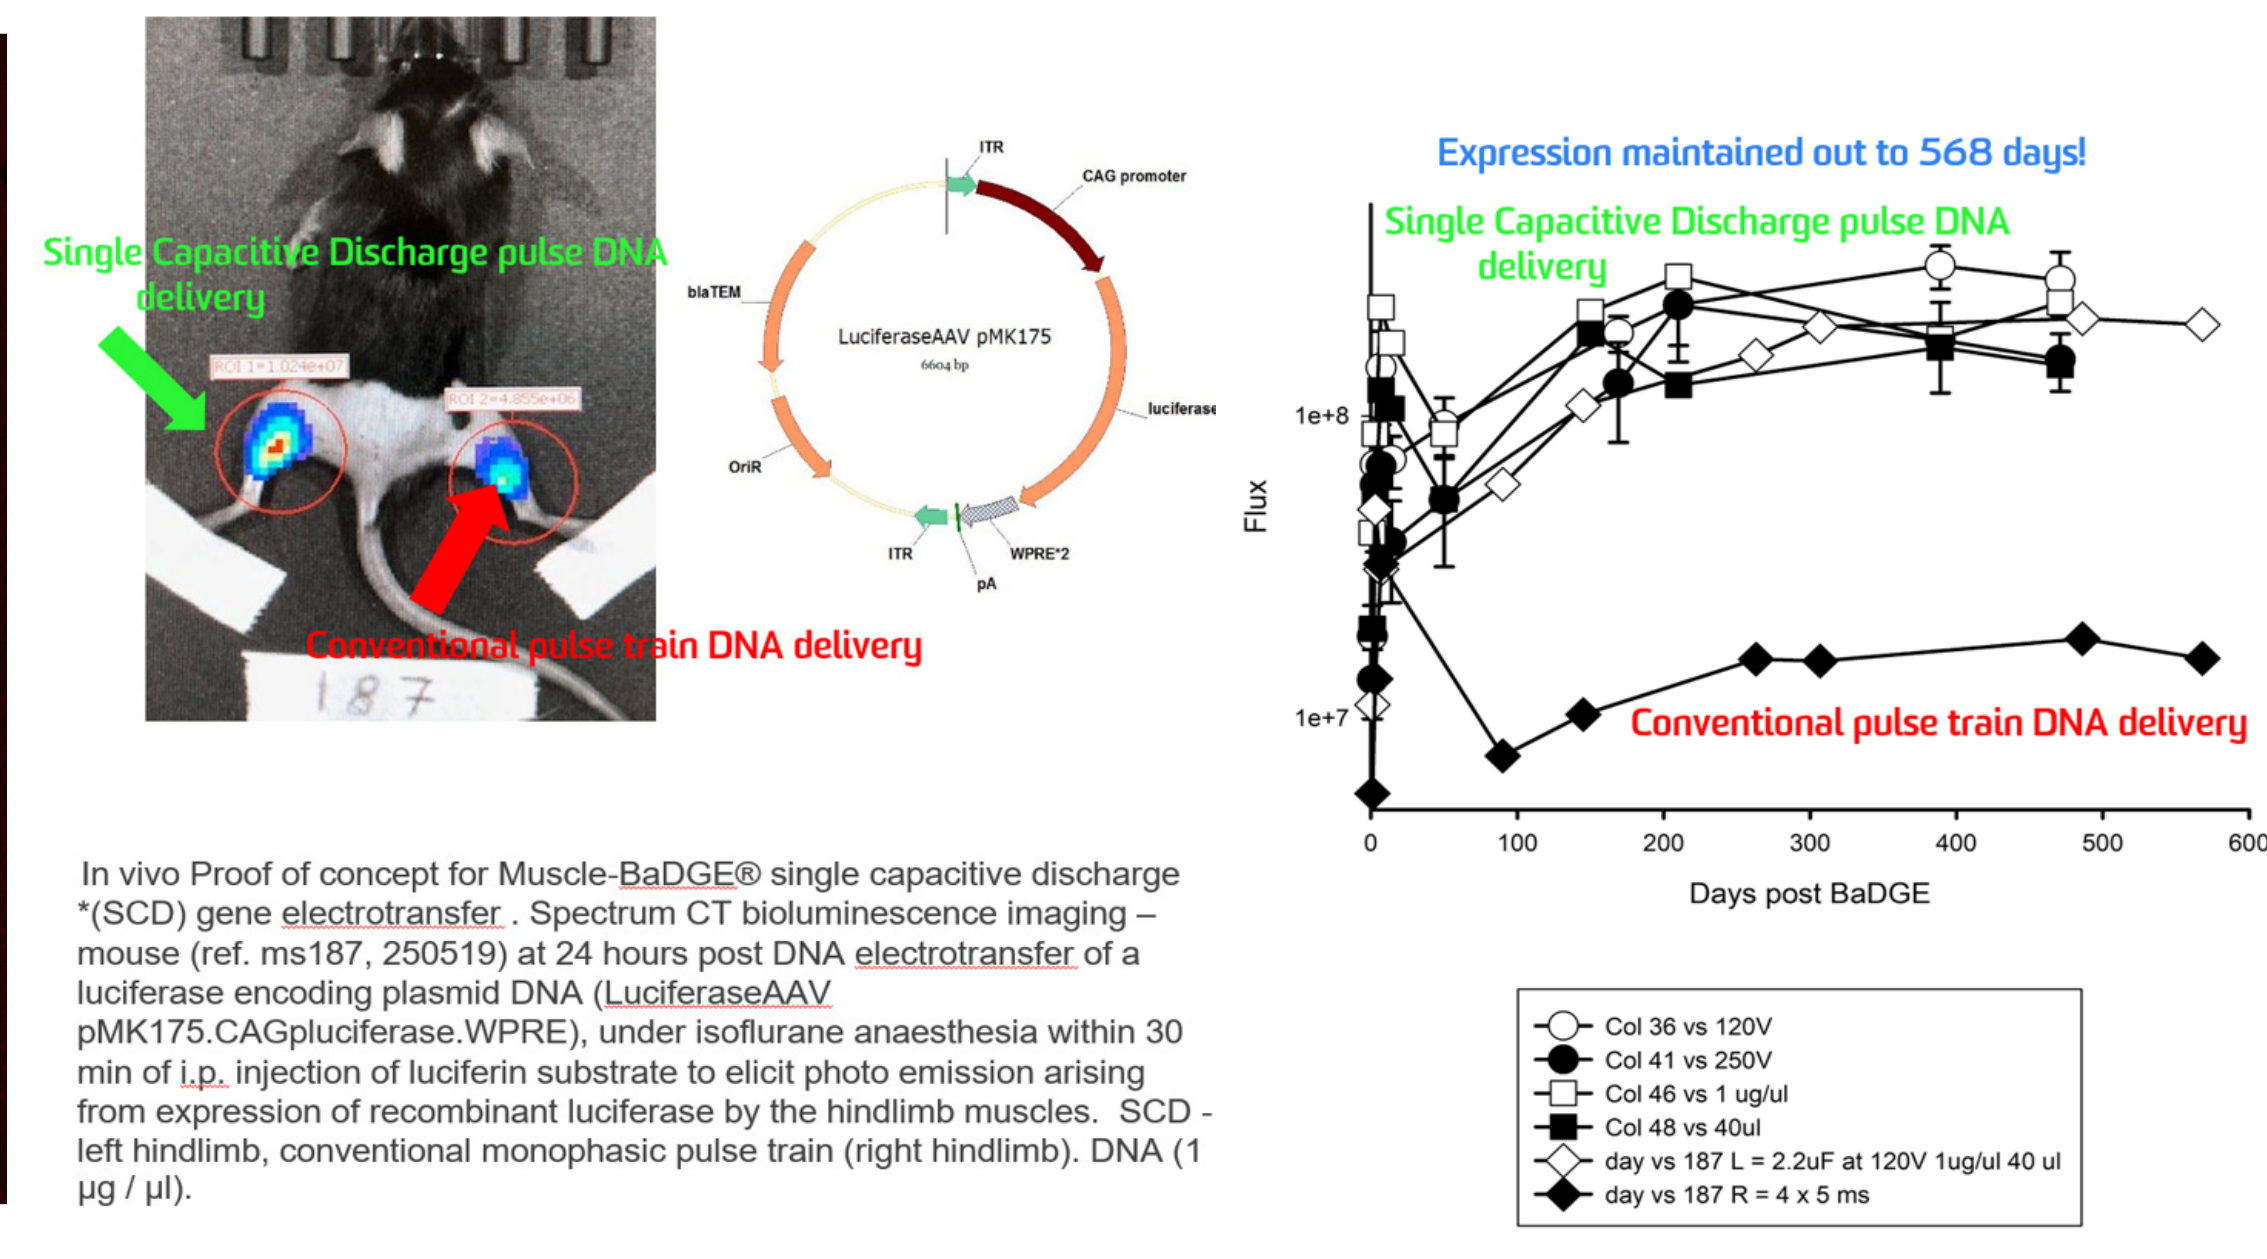 Single Capacitive Discharge pulse DNA
delivery
ROI 1=1.024e+07
ROI 2=4.855e+06
Conventional pulse train DNA delivery
187
ITR
CAG promoter
blaTEM
LuciferaseAAV pMK175
6604 bp
luciferase
OriR
ITR
WPRE*2
pA
Expression maintained out to 568 days!
Single Capacitive Discharge pulse DNA
delivery
1e+8
Flux
1e+7
Conventional pulse train DNA delivery
0 100 200 300 400 500 600
Days post BaDGE
In vivo Proof of concept for Muscle-BaDGE® single capacitive discharge
*(SCD) gene electrotransfer . Spectrum CT bioluminescence imaging –
mouse (ref. ms187, 250519) at 24 hours post DNA electrotransfer of a
luciferase encoding plasmid DNA (LuciferaseAAV
pMK175.CAGpluciferase.WPRE), under isoflurane anaesthesia within 30
min of i.p. injection of luciferin substrate to elicit photo emission arising
from expression of recombinant luciferase by the hindlimb muscles.  SCD -
left hindlimb, conventional monophasic pulse train (right hindlimb). DNA (1
µg / µl).
Col 36 vs 120V
Col 41 vs 250V
Col 46 vs 1 ug/ul
Col 48 vs 40ul
day vs 187 L = 2.2uF at 120V 1ug/ul 40 ul
day vs 187 R = 4 x 5 ms